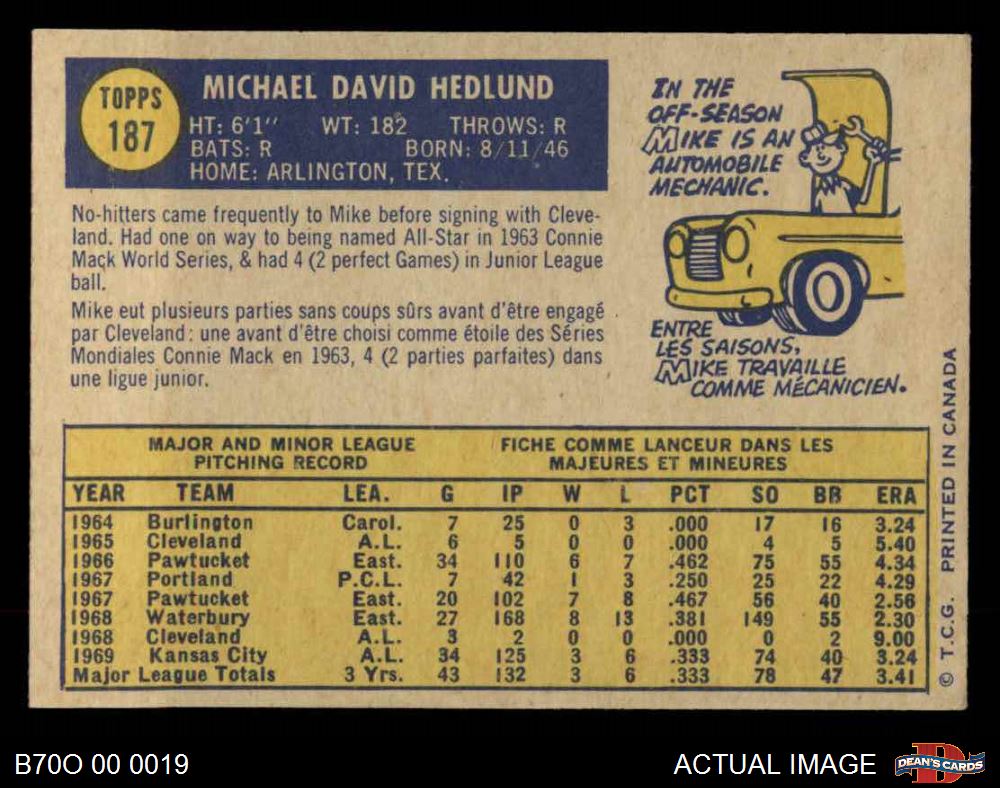 TOPPS
187
MICHAEL DAVID HEDLUND
HT: 6'1" WT: 182 THROWS: R
BATS: R BORN: 8/11/46
HOME: ARLINGTON, TEX.
No-hitters came frequently to Mike before signing with Cleve-
land. Had one on way to being named All-Star in 1963 Connie
Mack World Series, & had 4 (2 perfect Games) in Junior League
ball.
Mike eut plusieurs parties sans coups sûrs avant d'être engagé
par Cleveland: une avant d'être choisi comme étoile des Séries
Mondiales Connie Mack en 1963, 4 (2 parties parfaites) dans
une ligue junior.
IN THE
OFF-SEASON
MIKE IS AN
AUTOMOBILE
MECHANIC.
ENTRE
LES SAISONS,
MIKE TRAVAILLE
COMME MÉCANICIEN.
MAJOR AND MINOR LEAGUE
PITCHING RECORD
FICHE COMME LANCEUR DANS LES
MAJEURES ET MINEURES
YEAR TEAM LEA. G IP W L PCT SO BB ERA
1964 Burlington Carol. 7 25 0 3 .000 17 16 3.24
1965 Cleveland A.L. 6 5 0 0 .000 4 5 5.40
1966 Pawtucket East. 34 110 6 7 .462 75 55 4.34
1967 Portland P.C.L. 7 42 1 3 .250 25 22 4.29
1967 Pawtucket East. 20 102 7 8 .467 56 40 2.56
1968 Waterbury East. 27 168 8 13 .381 149 55 2.30
1968 Cleveland A.L. 3 2 0 0 .000 0 2 9.00
1969 Kansas City A.L. 34 125 3 6 .333 74 40 3.24
Major League Totals 3 Yrs. 43 132 3 6 .333 78 47 3.41
© T.C.G. PRINTED IN CANADA
B70O 00 0019
ACTUAL IMAGE
DEAN'S CARDS